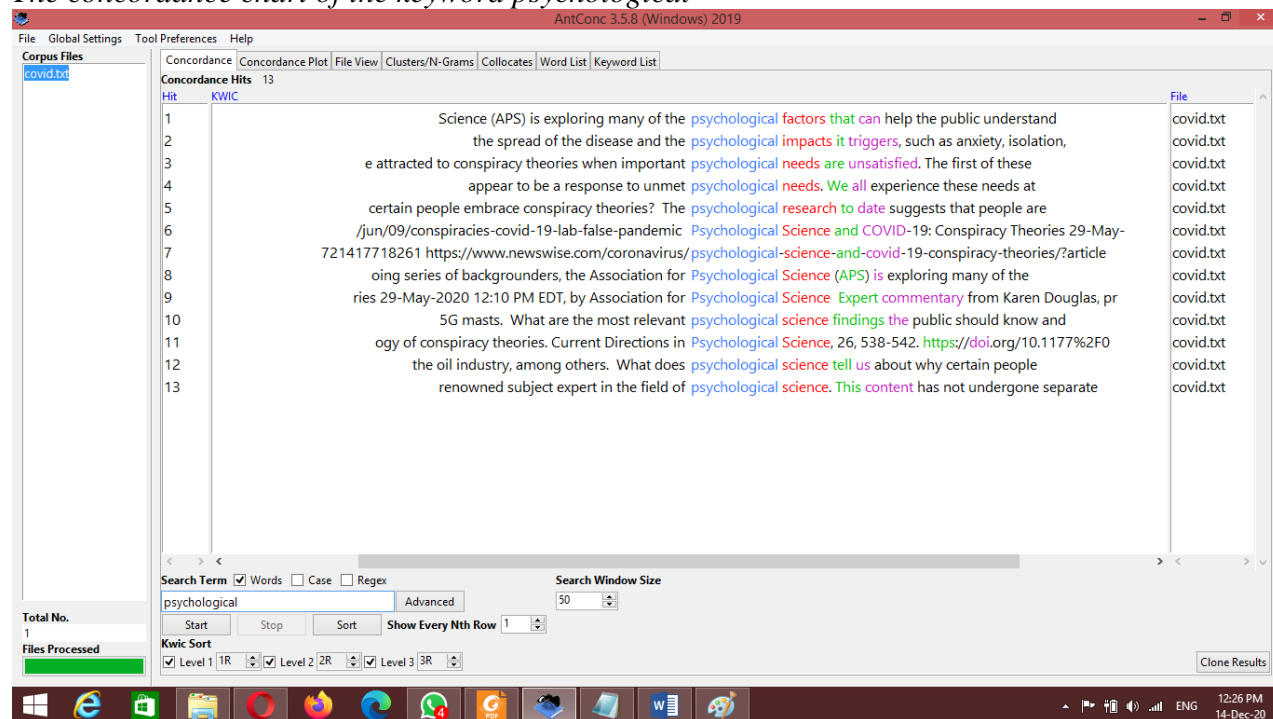 The concordance chart of the keyword psychological
AntConc 3.5.8 (Windows) 2019
File Global Settings Tool Preferences Help
Corpus Files
covid.txt
Concordance Concordance Plot File View Clusters/N-Grams Collocates Word List Keyword List
Concordance Hits 13
Hit KWIC File
1 Science (APS) is exploring many of the psychological factors that can help the public understand covid.txt
2 the spread of the disease and the psychological impacts it triggers, such as anxiety, isolation, covid.txt
3 e attracted to conspiracy theories when important psychological needs are unsatisfied. The first of these covid.txt
4 appear to be a response to unmet psychological needs. We all experience these needs at covid.txt
5 certain people embrace conspiracy theories? The psychological research to date suggests that people are covid.txt
6 /jun/09/conspiracies-covid-19-lab-false-pandemic Psychological Science and COVID-19: Conspiracy Theories 29-May- covid.txt
7 721417718261 https://www.newswise.com/coronavirus/psychological-science-and-covid-19-conspiracy-theories/?article covid.txt
8 oing series of backgrounders, the Association for Psychological Science (APS) is exploring many of the covid.txt
9 ries 29-May-2020 12:10 PM EDT, by Association for Psychological Science Expert commentary from Karen Douglas, pr covid.txt
10 5G masts. What are the most relevant psychological science findings the public should know and covid.txt
11 ogy of conspiracy theories. Current Directions in Psychological Science, 26, 538-542. https://doi.org/10.1177%2F0 covid.txt
12 the oil industry, among others. What does psychological science tell us about why certain people covid.txt
13 renowned subject expert in the field of psychological science. This content has not undergone separate covid.txt
Search Term Words Case Regex Search Window Size
psychological Advanced 50
Start Stop Sort Show Every Nth Row 1
Kwic Sort
Level 1 1R Level 2 2R Level 3 3R Clone Results
Total No.
1
Files Processed
4
PDF
W
ENG
12:26 PM
14-Dec-20